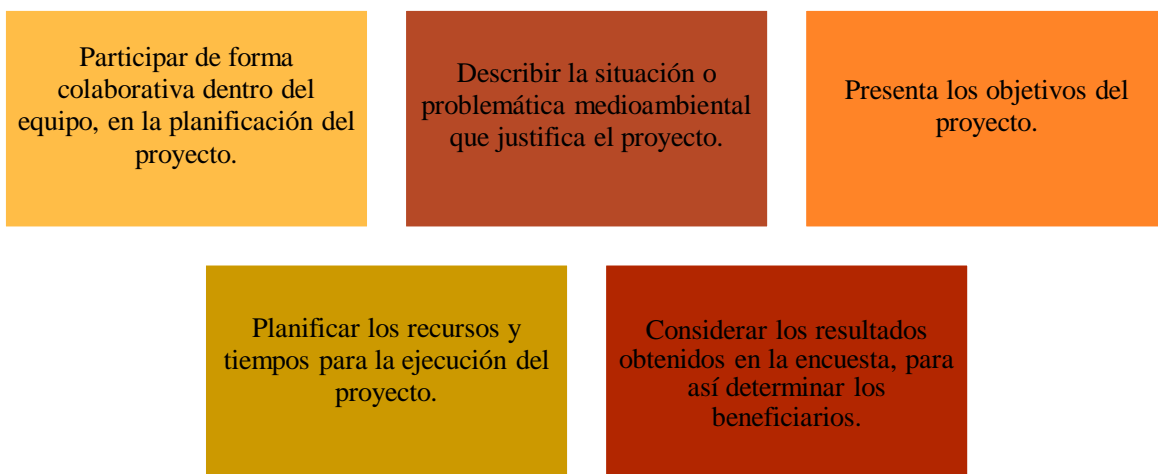 Participar de forma
colaborativa dentro del
equipo, en la planificación del
proyecto.
Describir la situación o
problemática medioambiental
que justifica el proyecto.
Presenta los objetivos del
proyecto.
Planificar los recursos y
tiempos para la ejecución del
proyecto.
Considerar los resultados
obtenidos en la encuesta, para
así determinar los
beneficiarios.